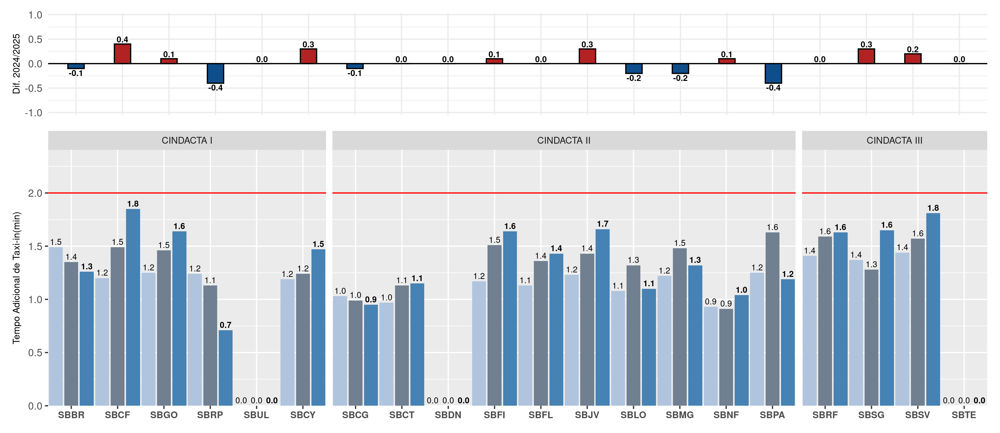 Dif. 2024/2025
1.0
0.5
0.0
-0.5
-1.0
-0.1
0.4
0.1
-0.4
0.0
0.3
-0.1
0.0
0.0
0.1
0.0
0.3
-0.2
-0.2
0.1
-0.4
0.0
0.3
0.2
0.0
CINDACTA I
CINDACTA II
CINDACTA III
Tempo Adicional de Taxi-in(min)
2.0
1.5
1.0
0.5
0.0
1.5 1.4 1.3
1.2 1.5 1.8
1.2 1.5 1.6
1.2 1.1 0.7
0.0 0.0 0.0
1.2 1.2 1.5
1.0 1.0 0.9
1.0 1.1 1.1
0.0 0.0 0.0
1.2 1.5 1.6
1.1 1.4 1.4
1.2 1.4 1.7
1.1 1.3 1.1
1.2 1.5 1.3
0.9 0.9 1.0
1.2 1.6 1.2
1.4 1.6 1.6
1.4 1.3 1.6
1.4 1.6 1.8
0.0 0.0 0.0
SBBR SBCF SBGO SBRP SBUL SBCY SBCG SBCT SBDN SBFI SBFL SBJV SBLO SBMG SBNF SBPA SBRF SBSG SBSV SBTE